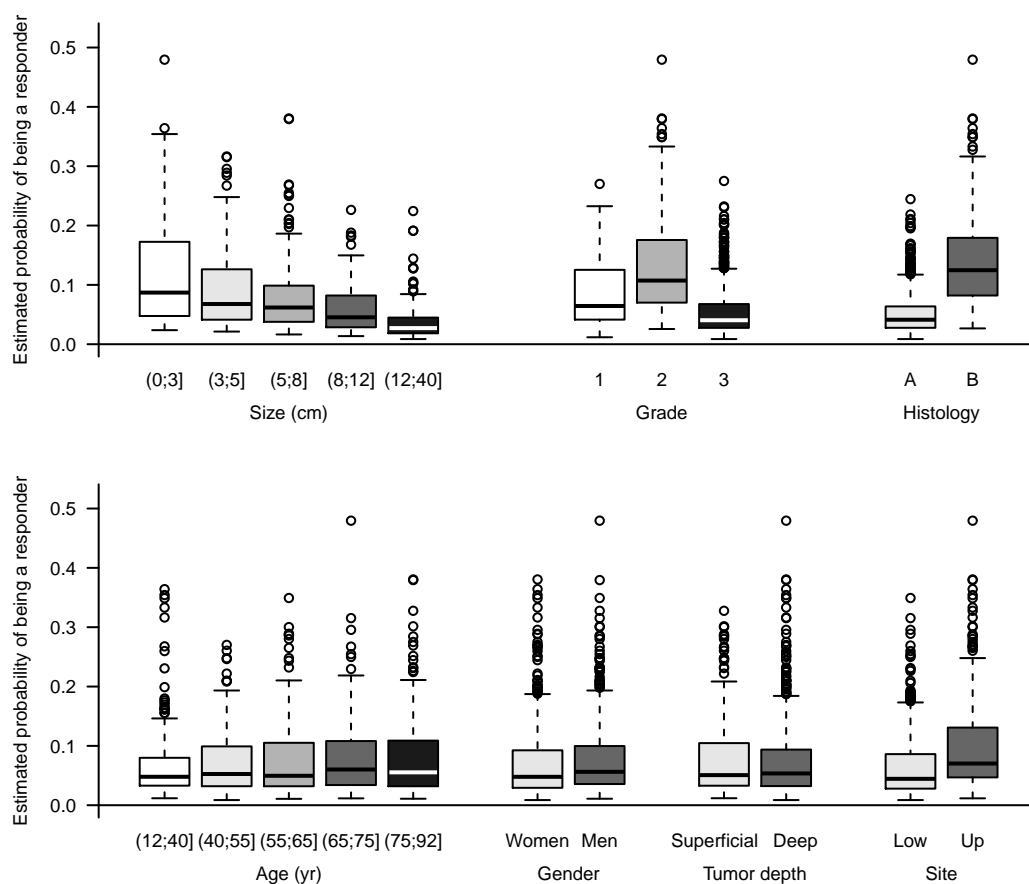 Estimated probability of being a responder
0.5
0.4
0.3
0.2
0.1
0.0
(0;3] (3;5] (5;8] (8;12] (12;40] 1 2 3 A B
Size (cm) Grade Histology
Estimated probability of being a responder
0.5
0.4
0.3
0.2
0.1
0.0
(12;40] (40;55] (55;65] (65;75] (75;92] Women Men Superficial Deep Low Up
Age (yr) Gender Tumor depth Site